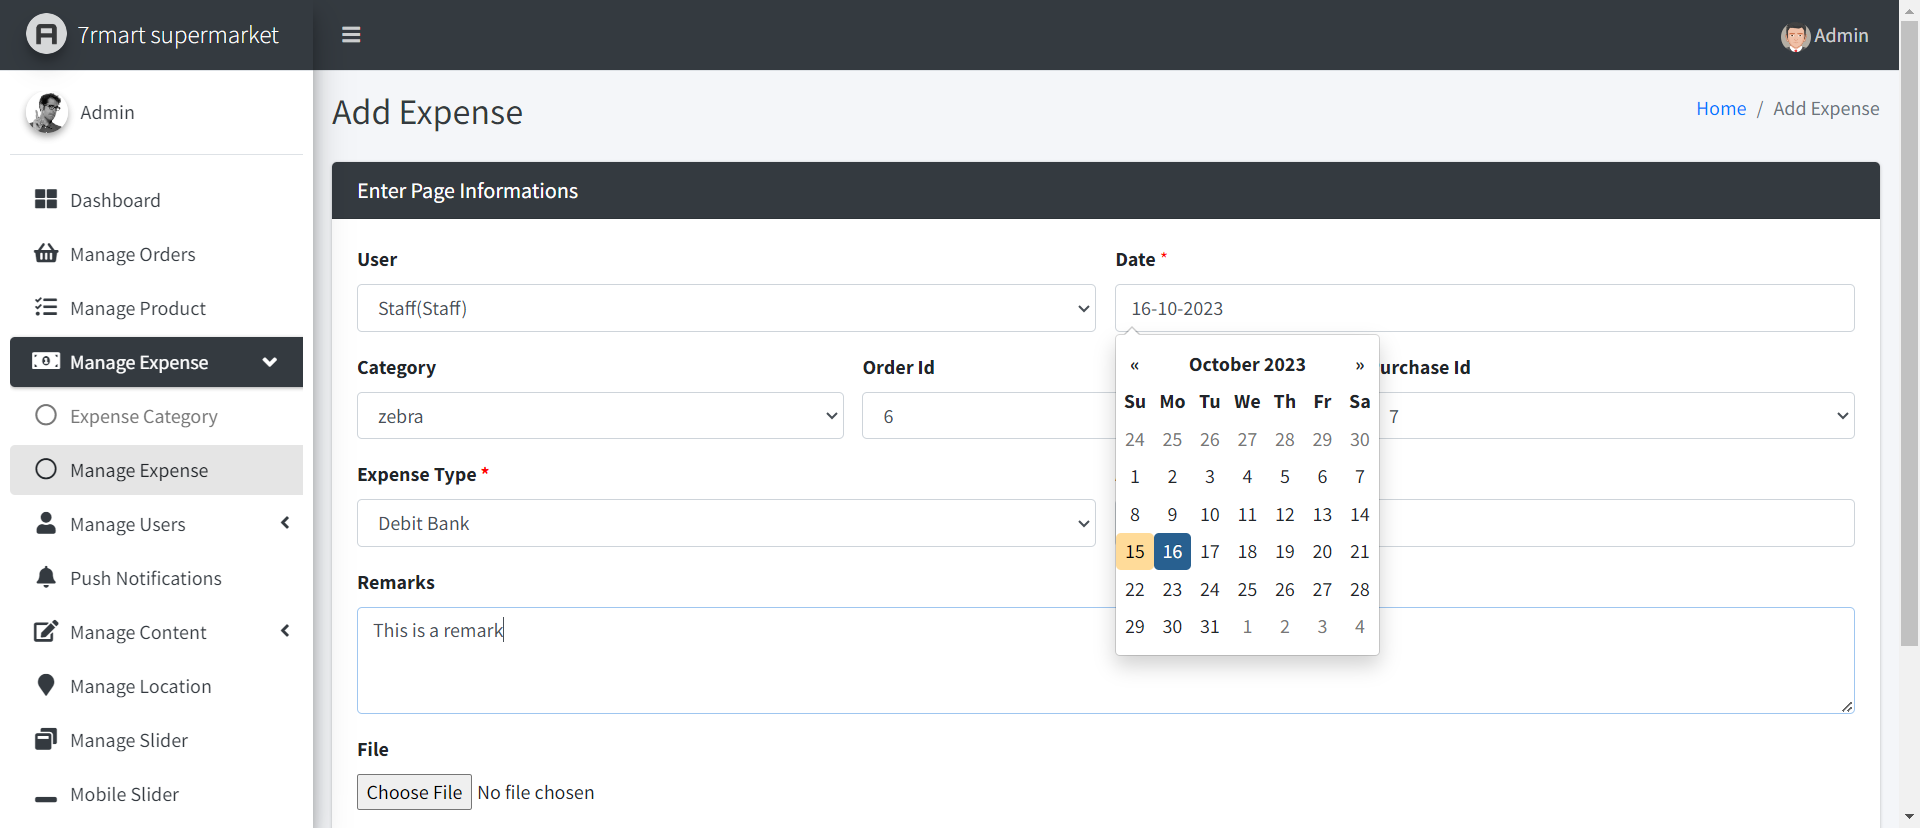 7rmart supermarket
Admin
Admin
Dashboard
Manage Orders
Manage Product
Manage Expense
Expense Category
Manage Expense
Manage Users
Push Notifications
Manage Content
Manage Location
Manage Slider
Mobile Slider
Add Expense
Home / Add Expense
Enter Page Informations
User
Staff(Staff)
Date *
16-10-2023
Category
zebra
Order Id
6
urchase Id
7
« October 2023 »
Su Mo Tu We Th Fr Sa
24 25 26 27 28 29 30
1 2 3 4 5 6 7
8 9 10 11 12 13 14
15 16 17 18 19 20 21
22 23 24 25 26 27 28
29 30 31 1 2 3 4
Expense Type *
Debit Bank
Remarks
This is a remark
File
Choose File No file chosen